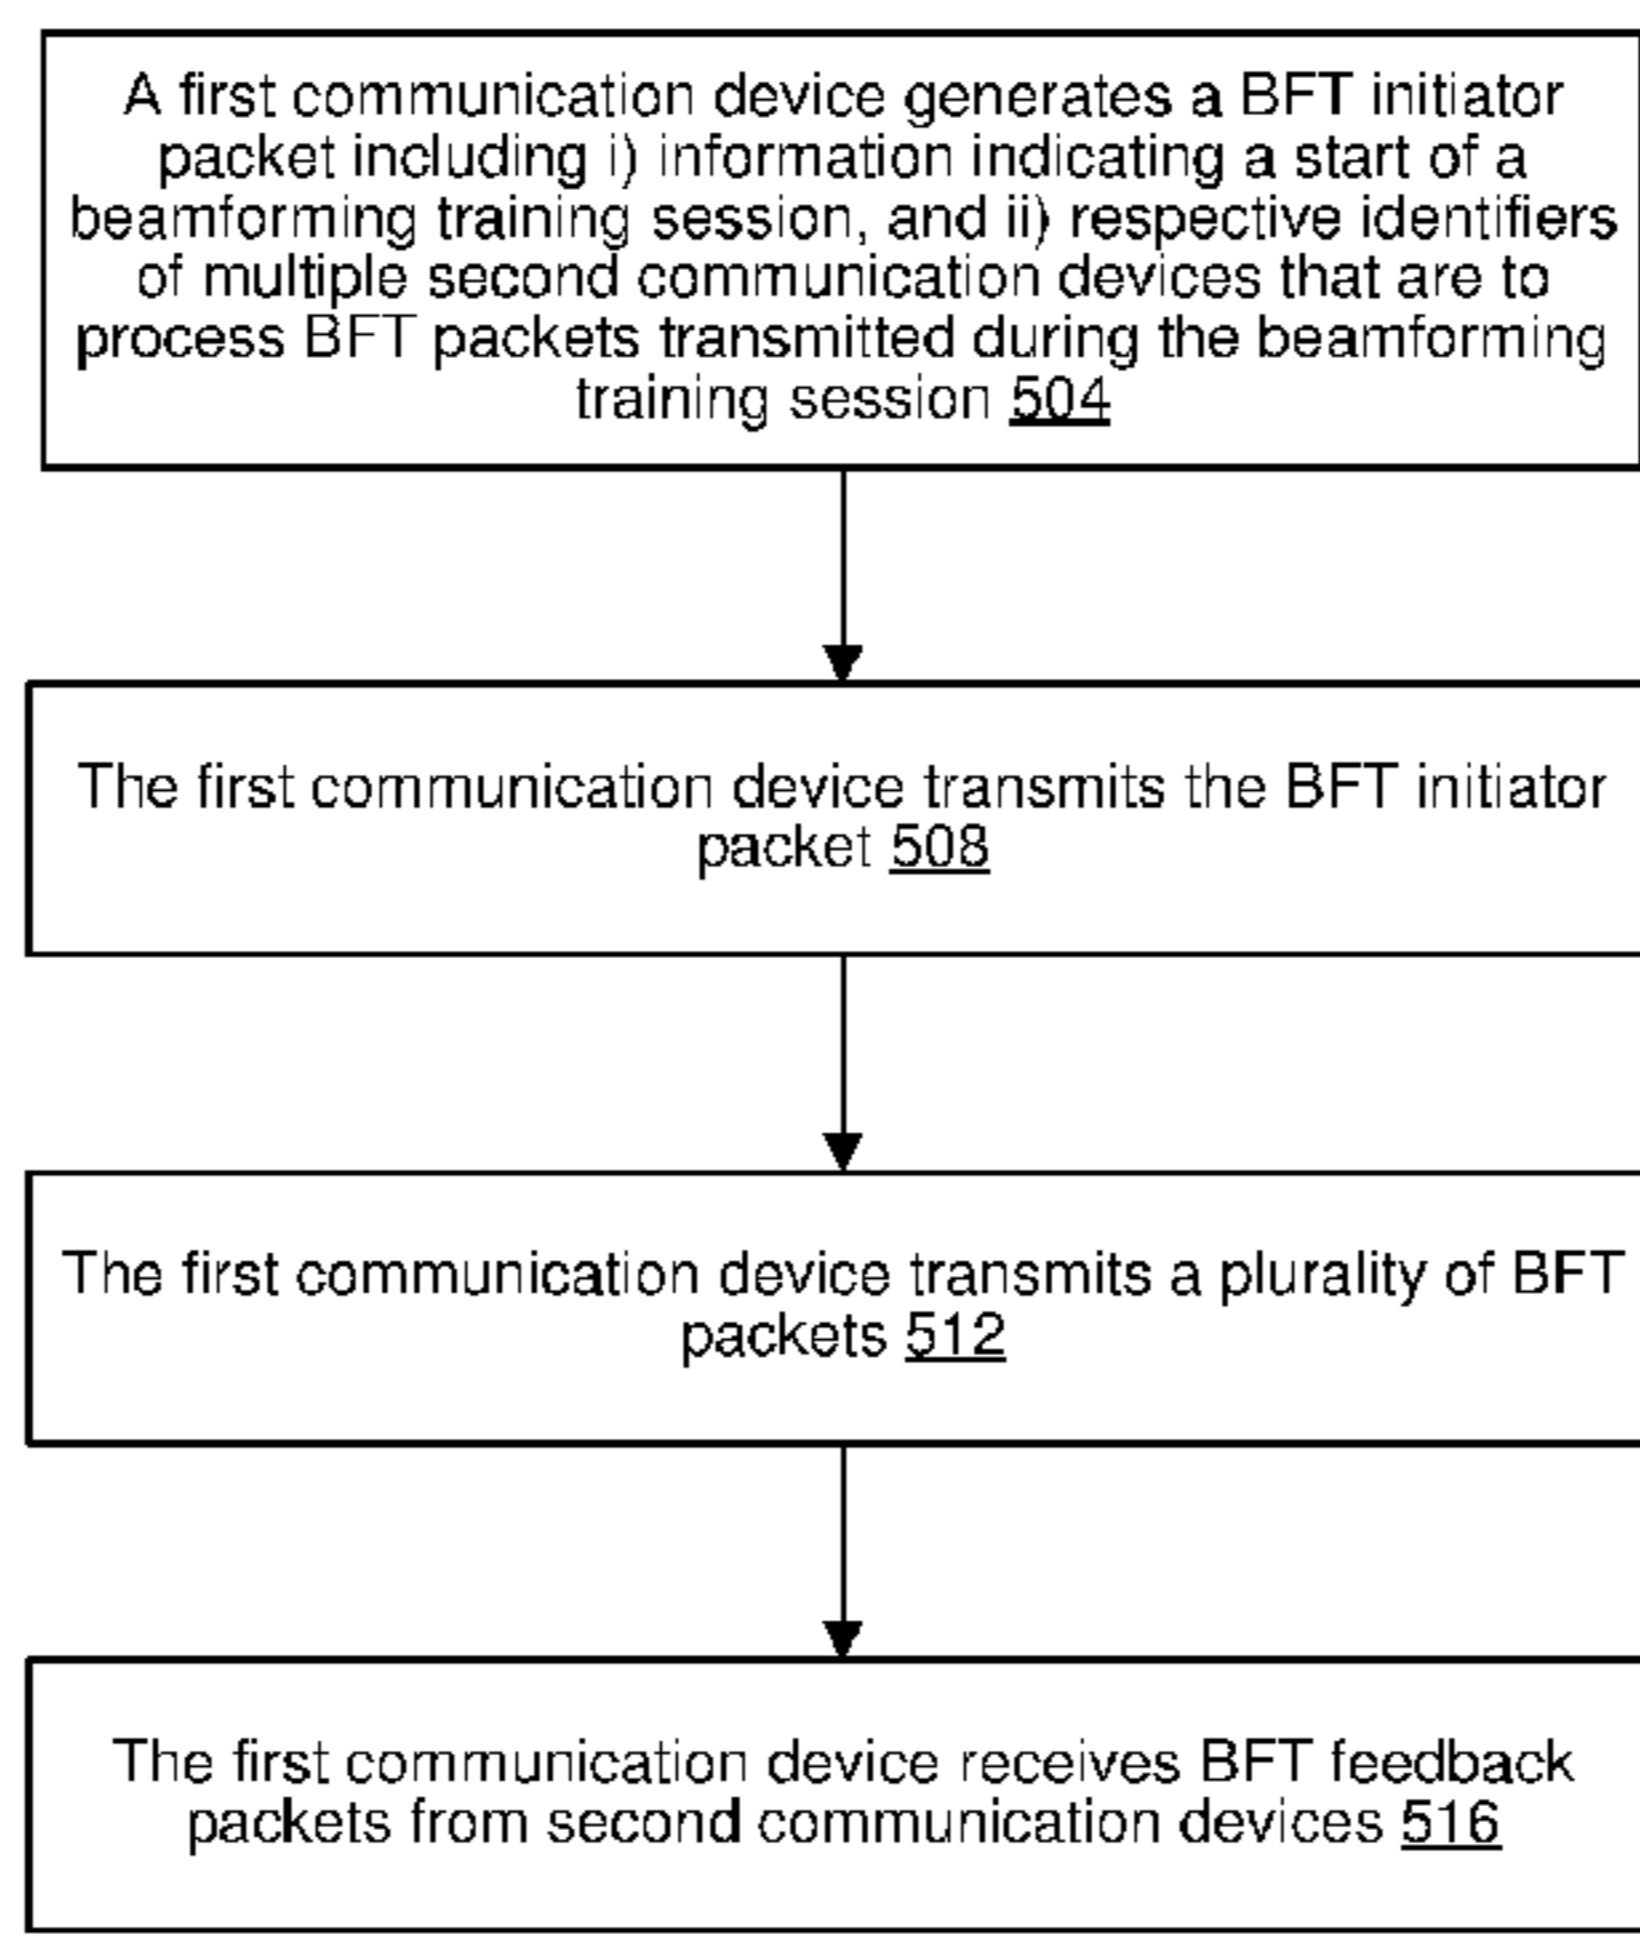 A first communication device generates a BFT initiator
packet including i) information indicating a start of a
beamforming training session, and ii) respective identifiers
of multiple second communication devices that are to
process BFT packets transmitted during the beamforming
training session 504
The first communication device transmits the BFT initiator
packet 508
The first communication device transmits a plurality of BFT
packets 512
The first communication device receives BFT feedback
packets from second communication devices 516